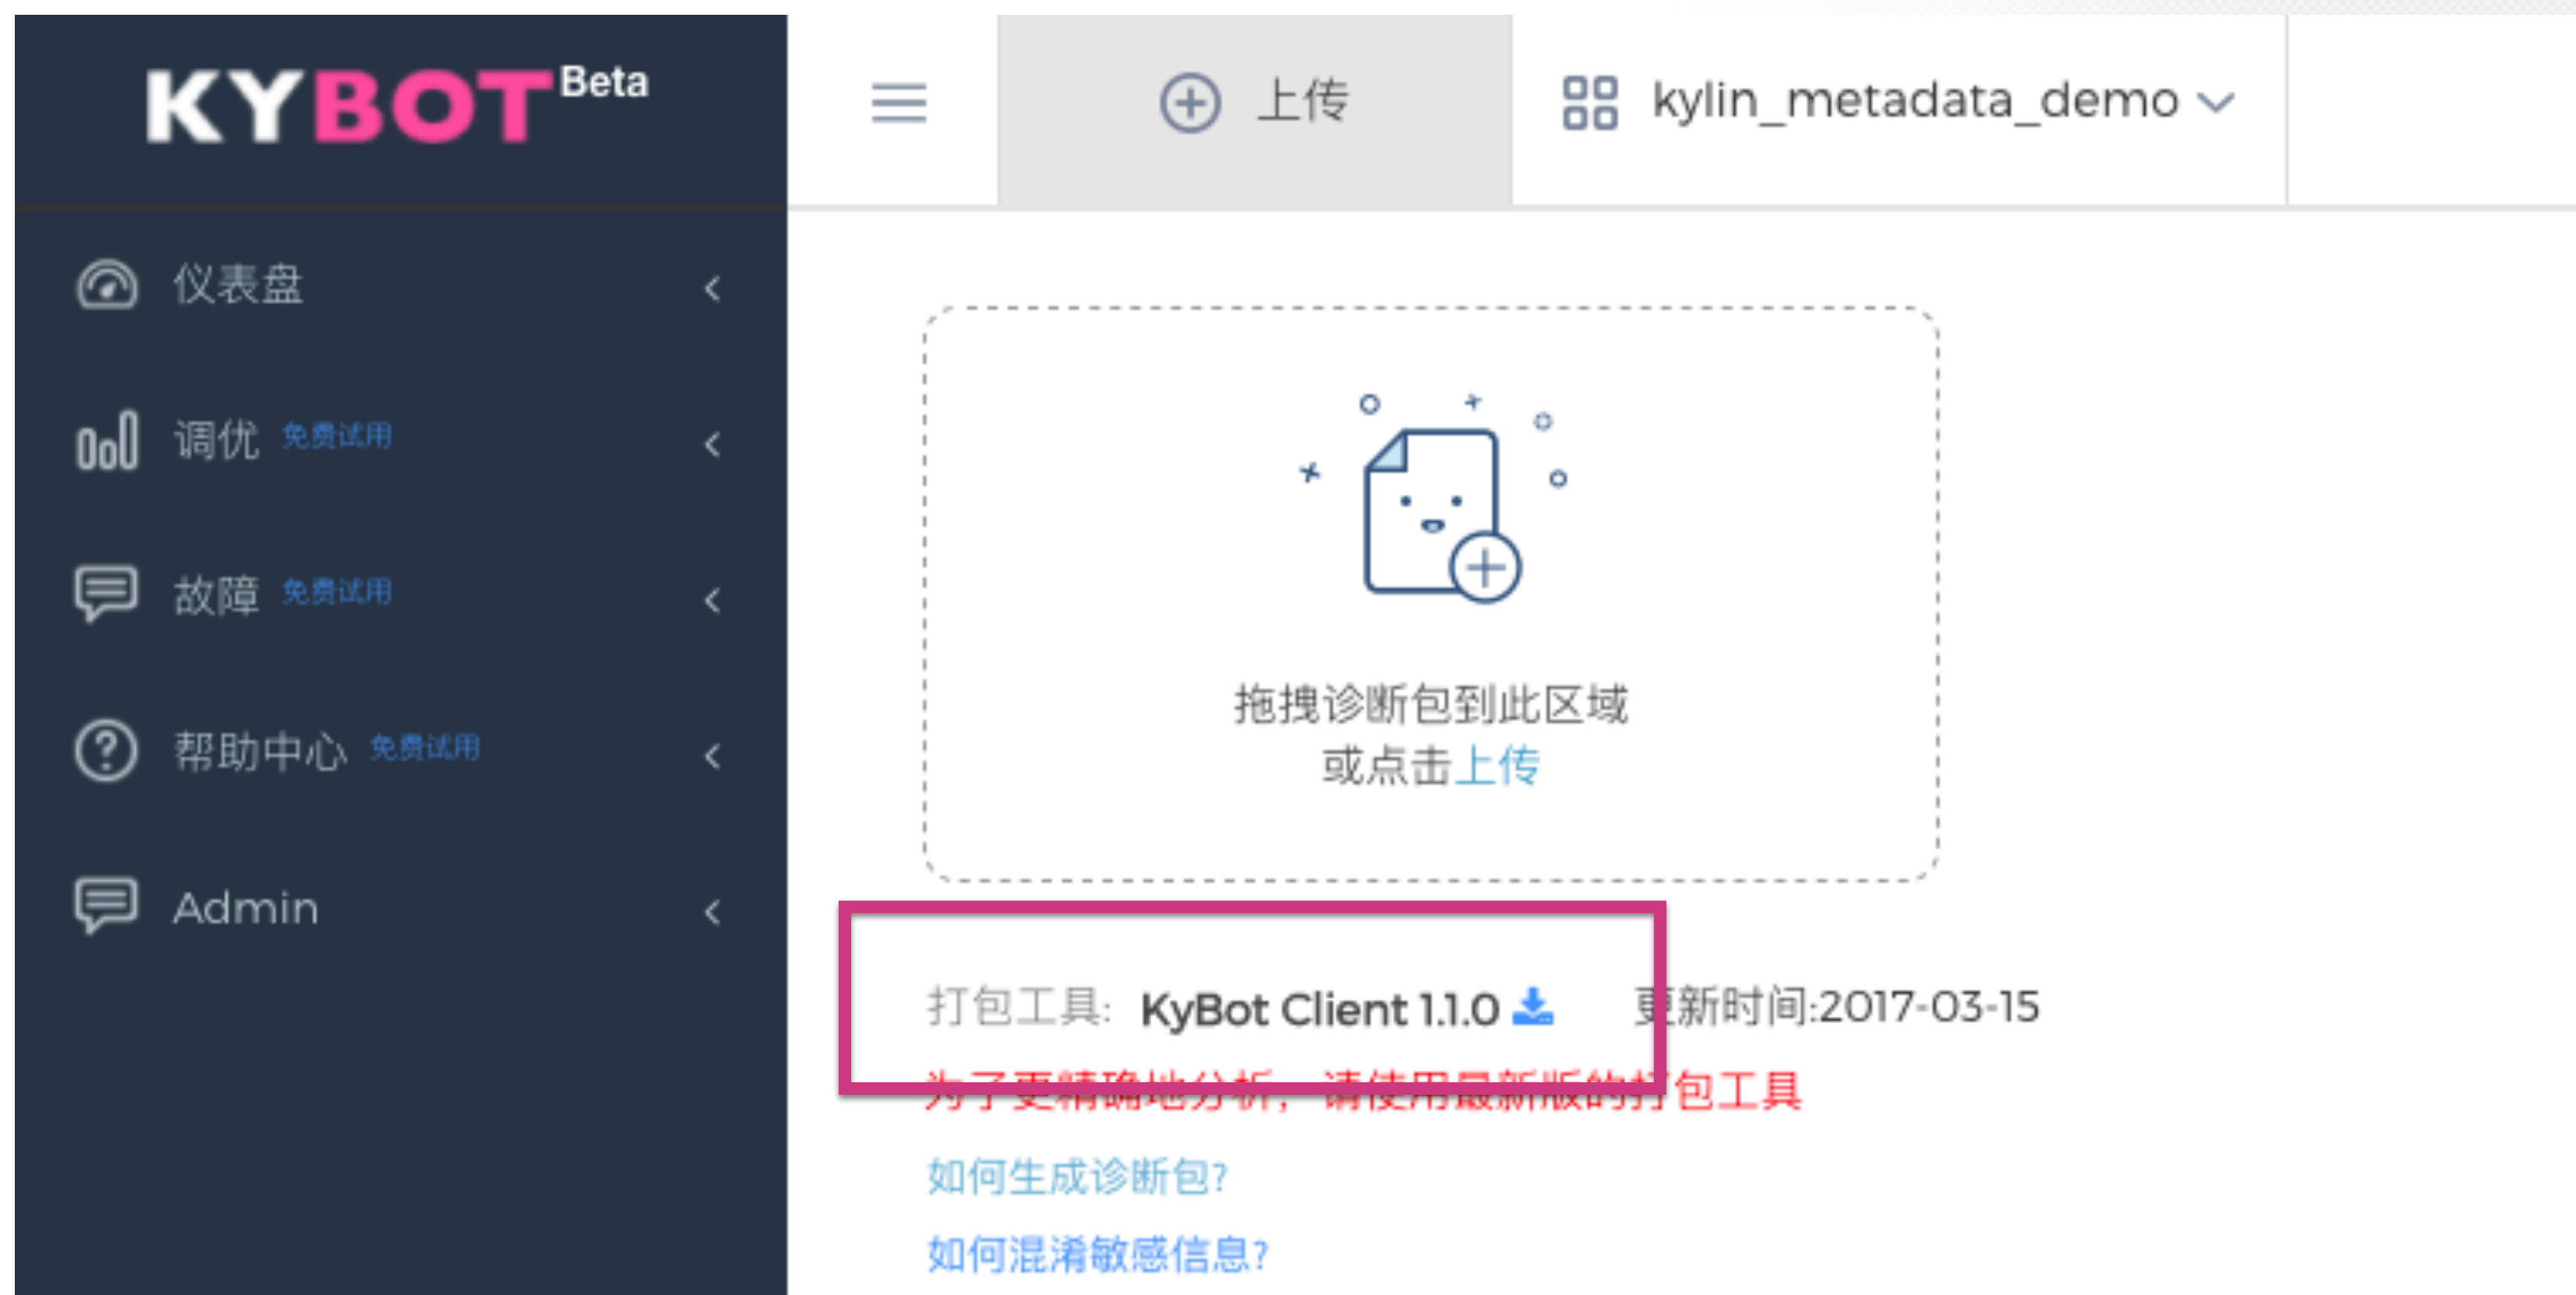 KYBOT Beta
上传
kylin_metadata_demo
仪表盘
调优 免费试用
故障 免费试用
帮助中心 免费试用
Admin
拖拽诊断包到此区域
或点击上传
打包工具: KyBot Client 1.1.0 更新时间:2017-03-15
为了更精确地分析，请使用最新版的打包工具
如何生成诊断包?
如何混淆敏感信息?